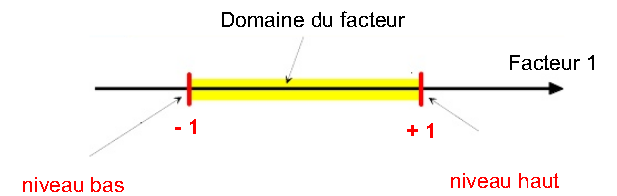 Domaine du facteur
Facteur 1
- 1
+ 1
niveau bas
niveau haut